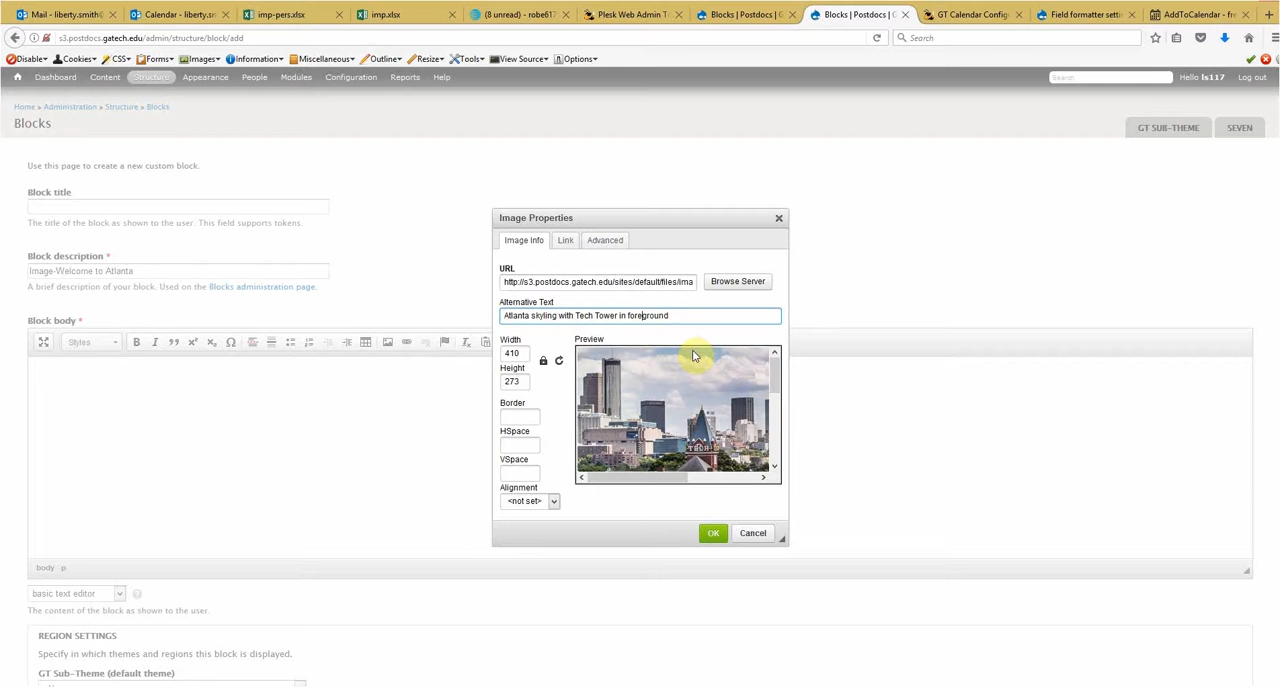 Mail - liberty.smith@ × Calendar - liberty.sm × imp-pers.xlsx × imp.xlsx × (8 unread) - robe617 × Plesk Web Admin T × Blocks | Postdocs | G × Blocks | Postdocs | G × GT Calendar Config × Field formatter setti × AddToCalendar - fre × +
s3.postdocs.gatech.edu/admin/structure/block/add Search
Disable Cookies CSS Forms Images Information Miscellaneous Outline Resize Tools View Source Options
Dashboard Content Structure Appearance People Modules Configuration Reports Help Search Hello ls117 Log out
Home » Administration » Structure » Blocks
Blocks
GT SUB-THEME SEVEN
Use this page to create a new custom block.
Block title
The title of the block as shown to the user. This field supports tokens.
Block description *
Image-Welcome to Atlanta
A brief description of your block. Used on the Blocks administration page.
Block body *
Styles B I Ω
body p
basic text editor
The content of the block as shown to the user.
REGION SETTINGS
Specify in which themes and regions this block is displayed.
GT Sub-Theme (default theme)
Image Properties ×
Image Info Link Advanced
URL
http://s3.postdocs.gatech.edu/sites/default/files/ima Browse Server
Alternative Text
Atlanta skyling with Tech Tower in foreground
Width Preview
410
Height
273
TECH
Border
HSpace
VSpace
Alignment
<not set>
OK Cancel